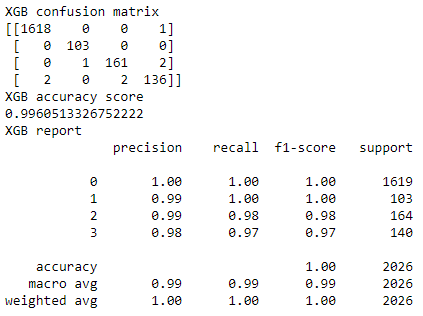 XGB confusion matrix
[[1618 0 0 1]
[ 0 103 0 0]
[ 0 1 161 2]
[ 2 0 2 136]]
XGB accuracy score
0.9960513326752222
XGB report
precision recall f1-score support
0 1.00 1.00 1.00 1619
1 0.99 1.00 1.00 103
2 0.99 0.98 0.98 164
3 0.98 0.97 0.97 140
accuracy 1.00 2026
macro avg 0.99 0.99 0.99 2026
weighted avg 1.00 1.00 1.00 2026